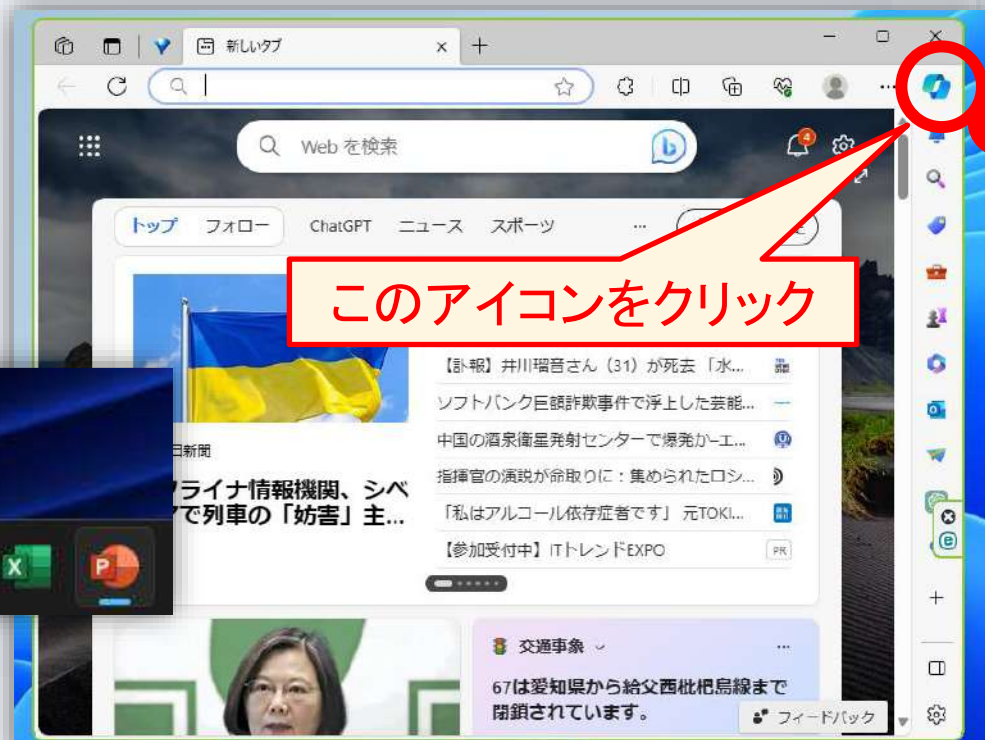 新しいタブ
Web を検索
4
トップ フォロー ChatGPT ニュース スポーツ ...
このアイコンをクリック
【訃報】井川瑠音さん（31）が死去 「水...
ソフトバンク巨額詐欺事件で浮上した芸能...
中国の酒泉衛星発射センターで爆発か–エ...
日新聞
指揮官の演説が命取りに：集められたロシ...
ライナ情報機関、シベ
アで列車の「妨害」主...
「私はアルコール依存症者です」 元TOKI...
【参加受付中】ITトレンドEXPO PR
X P
交通事象
67は愛知県から給父西枇杷島線まで
閉鎖されています。
フィードバック